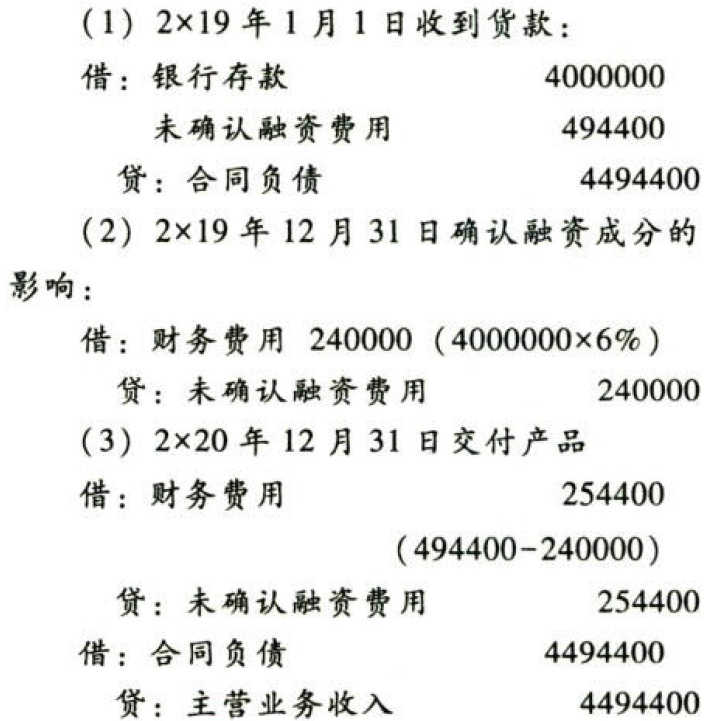 (1) 2×19 年 1 月 1 日收到货款：
借：银行存款 4000000
未确认融资费用 494400
贷：合同负债 4494400
(2) 2×19 年 12 月 31 日确认融资成分的
影响：
借：财务费用 240000 (4000000×6%)
贷：未确认融资费用 240000
(3) 2×20 年 12 月 31 日交付产品
借：财务费用 254400
(494400-240000)
贷：未确认融资费用 254400
借：合同负债 4494400
贷：主营业务收入 4494400